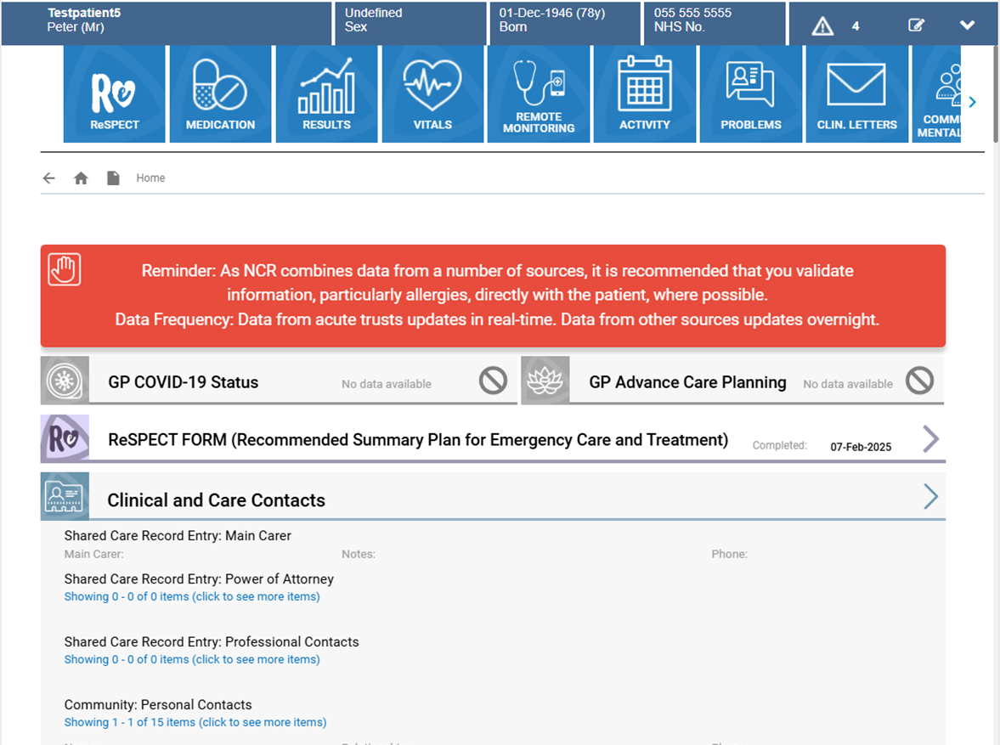 Testpatient5
Peter (Mr)
Undefined
Sex
01-Dec-1946 (78y)
Born
055 555 5555
NHS No.
4
ReSPECT
MEDICATION
RESULTS
VITALS
REMOTE
MONITORING
ACTIVITY
PROBLEMS
CLIN. LETTERS
COMMU
MENTAL
Home
Reminder: As NCR combines data from a number of sources, it is recommended that you validate
information, particularly allergies, directly with the patient, where possible.
Data Frequency: Data from acute trusts updates in real-time. Data from other sources updates overnight.
GP COVID-19 Status No data available
GP Advance Care Planning No data available
ReSPECT FORM (Recommended Summary Plan for Emergency Care and Treatment) Completed: 07-Feb-2025
Clinical and Care Contacts
Shared Care Record Entry: Main Carer
Main Carer: Notes: Phone:
Shared Care Record Entry: Power of Attorney
Showing 0 - 0 of 0 items (click to see more items)
Shared Care Record Entry: Professional Contacts
Showing 0 - 0 of 0 items (click to see more items)
Community: Personal Contacts
Showing 1 - 1 of 15 items (click to see more items)